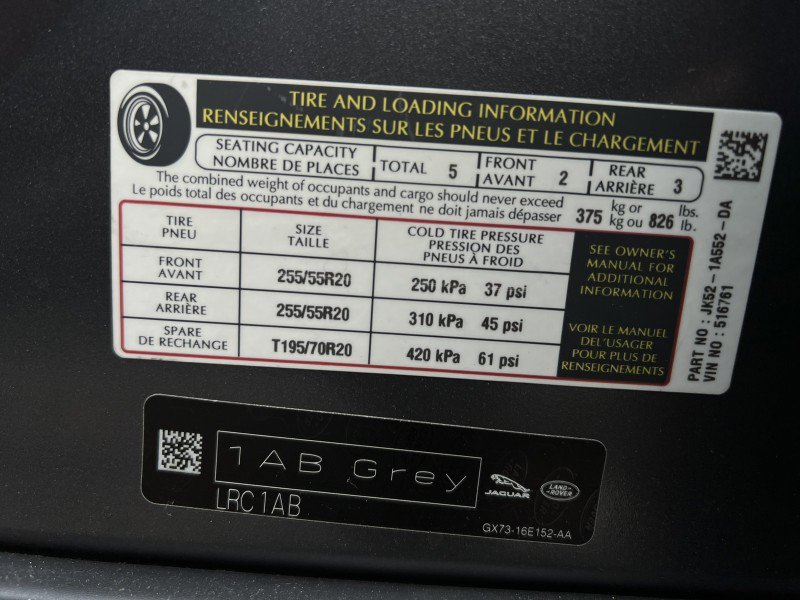 TIRE AND LOADING INFORMATION
RENSEIGNEMENTS SUR LES PNEUS ET LE CHARGEMENT
SEATING CAPACITY
NOMBRE DE PLACES
TOTAL 5
FRONT
AVANT 2
REAR
ARRIÈRE 3
The combined weight of occupants and cargo should never exceed
Le poids total des occupants et du chargement ne doit jamais dépasser
375 kg or 826 lbs.
kg ou lb.
TIRE
PNEU
SIZE
TAILLE
COLD TIRE PRESSURE
PRESSION DES
PNEUS À FROID
FRONT
AVANT
255/55R20
250 kPa 37 psi
REAR
ARRIÈRE
255/55R20
310 kPa 45 psi
SPARE
DE RECHANGE
T195/70R20
420 kPa 61 psi
SEE OWNER'S
MANUAL FOR
ADDITIONAL
INFORMATION
VOIR LE MANUEL
DEL'USAGER
POUR PLUS DE
RENSEIGNEMENTS
PART NO : JK52-1A552-DA
VIN NO : 516761
1AB Grey
LRC 1AB
JAGUAR
LAND-
ROVER
GX73-16E152-AA